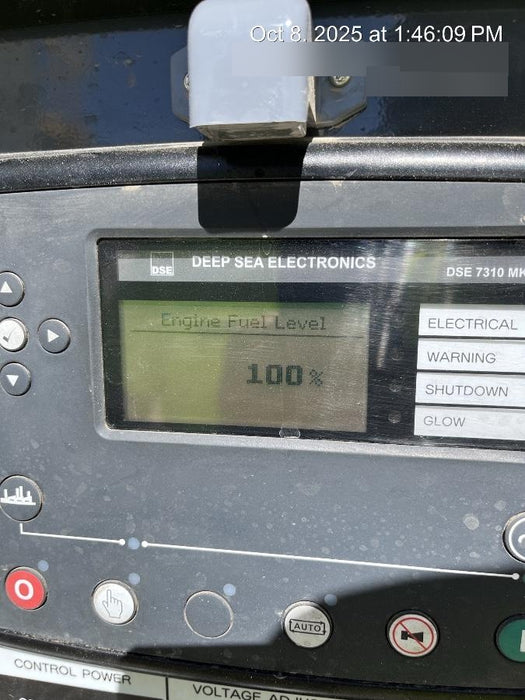 Oct 8, 2025 at 1:46:09 PM
DSE
DEEP SEA ELECTRONICS
DSE 7310 MK
Engine Fuel Level
100 %
ELECTRICAL
WARNING
SHUTDOWN
GLOW
O
AUTO
CONTROL POWER
VOLTAGE